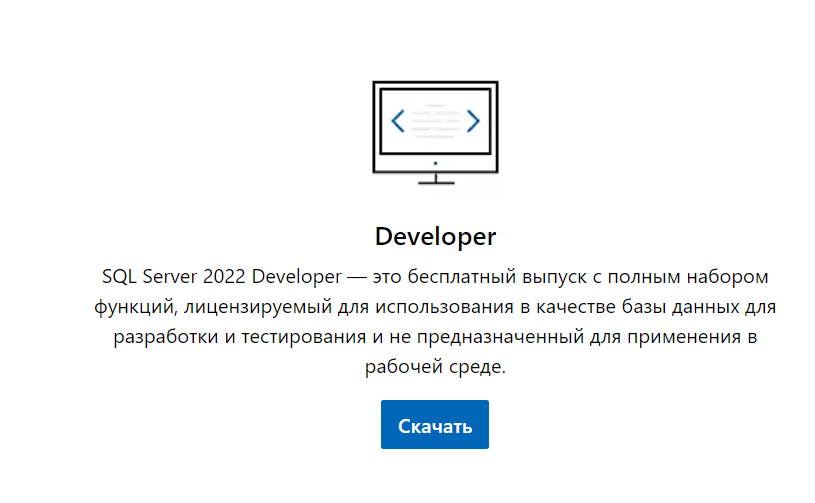 Developer
SQL Server 2022 Developer — это бесплатный выпуск с полным набором
функций, лицензируемый для использования в качестве базы данных для
разработки и тестирования и не предназначенный для применения в
рабочей среде.
Скачать